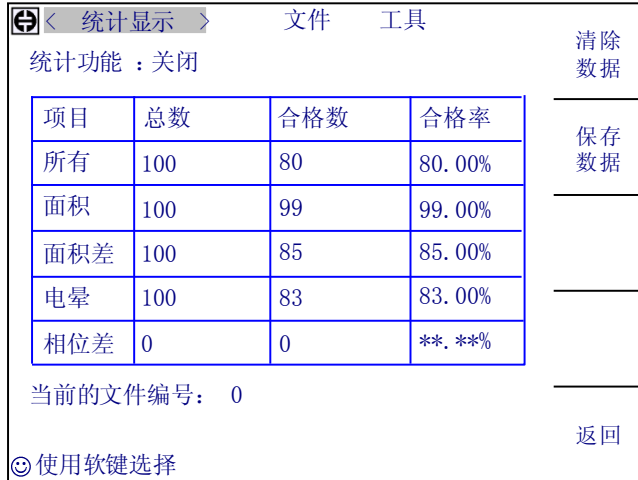 < 统计显示 > 文件 工具
统计功能 ：关闭
项目 总数 合格数 合格率
所有 100 80 80.00%
面积 100 99 99.00%
面积差 100 85 85.00%
电晕 100 83 83.00%
相位差 0 0 **.**%
当前的文件编号： 0
使用软键选择
清除
数据
保存
数据
返回